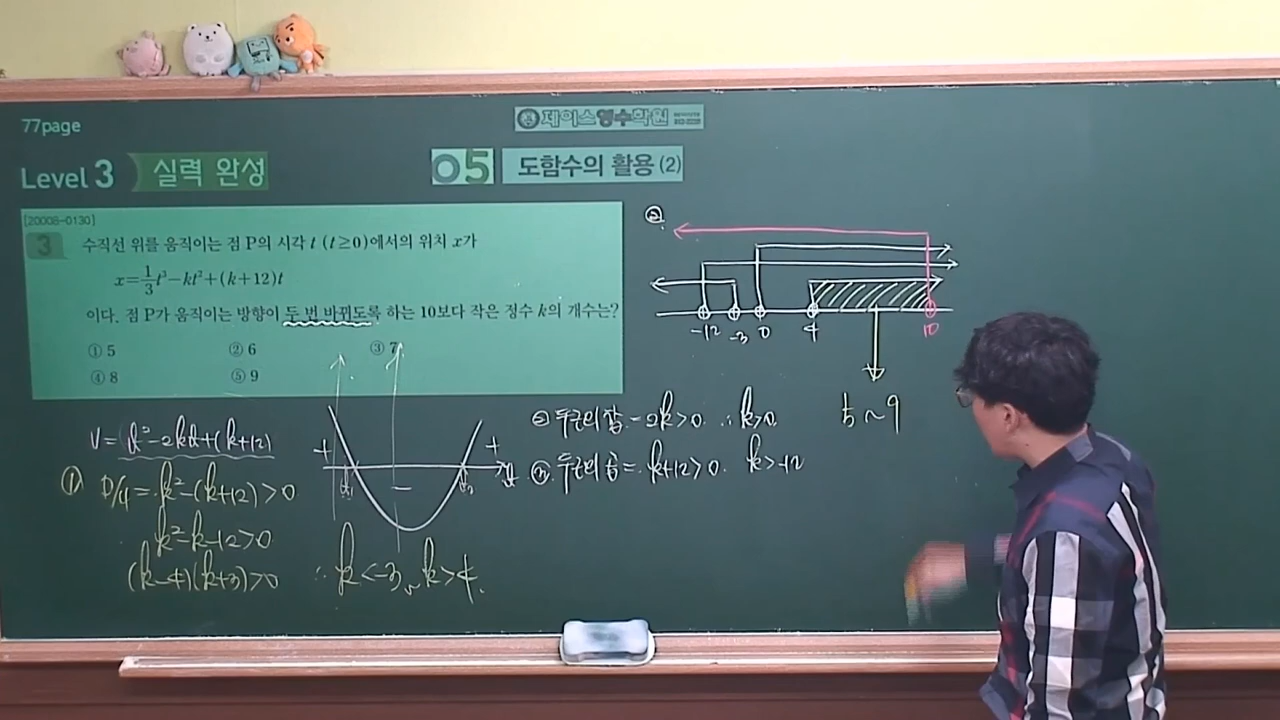 77page
제이스영수학원
Level 3 실력 완성
05 도함수의 활용 (2)
[20008-0130]
3 수직선 위를 움직이는 점 P의 시각 t (t≥0)에서의 위치 x가
x=1/3t³-kt²+(k+12)t
이다. 점 P가 움직이는 방향이 두 번 바뀌도록 하는 10보다 작은 정수 k의 개수는?
① 5 ② 6 ③ 7
④ 8 ⑤ 9
V= t²-2kt+(k+12)
① D/4= k²-(k+12)>0
k²-k-12>0
(k-4)(k+3)>0 ∴ k<-3, k>4.
+ - +
t₁ t₂ t
② 두근의 합 = 2k>0 ∴ k>0
③ 두근의 곱 = k+12>0. k>-12
-12 -3 0 4 10
5~9